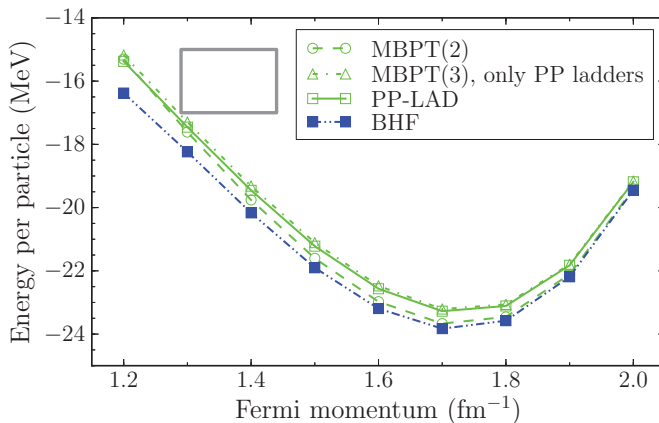 −14
−16
−18
−20
−22
−24
Energy per particle (MeV)
MBPT(2)
MBPT(3), only PP ladders
PP-LAD
BHF
1.2 1.4 1.6 1.8 2.0
Fermi momentum (fm⁻¹)